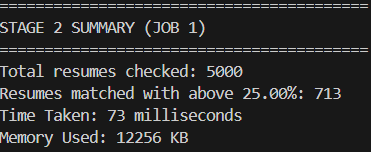 =========================================
STAGE 2 SUMMARY (JOB 1)
=========================================
Total resumes checked: 5000
Resumes matched with above 25.00%: 713
Time Taken: 73 milliseconds
Memory Used: 12256 KB